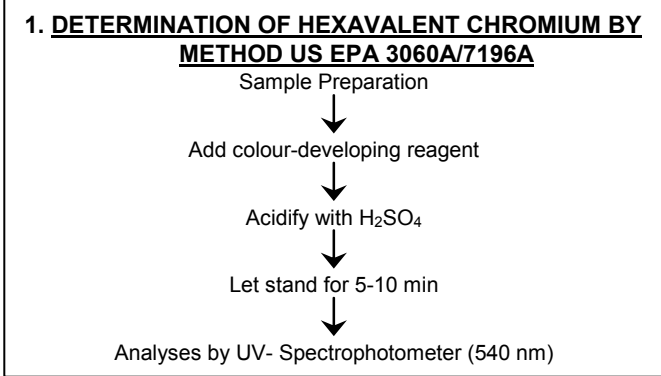 1. DETERMINATION OF HEXAVALENT CHROMIUM BY
METHOD US EPA 3060A/7196A
Sample Preparation
Add colour-developing reagent
Acidify with H₂SO₄
Let stand for 5-10 min
Analyses by UV- Spectrophotometer (540 nm)